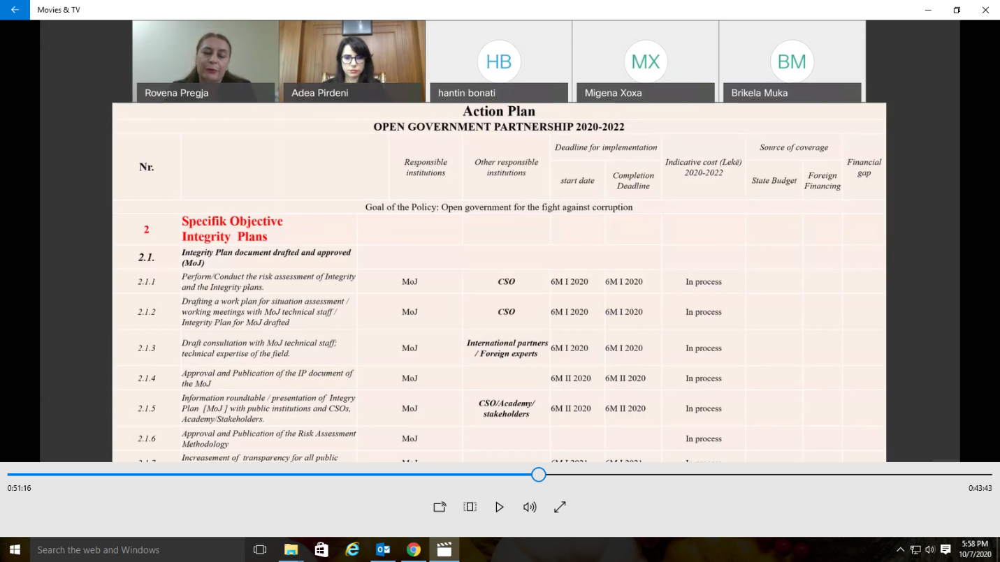 Movies & TV
HB
MX
BM
Rovena Pregja
Adea Pirdeni
hantin bonati
Migena Xoxa
Brikela Muka
Action Plan
OPEN GOVERNMENT PARTNERSHIP 2020-2022
Nr.
Responsible
institutions
Other responsible
institutions
Deadline for implementation
start date
Completion
Deadline
Indicative cost (Lekë)
2020-2022
Source of coverage
State Budget
Foreign
Financing
Financial
gap
Goal of the Policy: Open government for the fight against corruption
2
Specifik Objective
Integrity Plans
2.1.
Integrity Plan document drafted and approved
(MoJ)
2.1.1
Perform/Conduct the risk assessment of Integrity
and the Integrity plans.
MoJ
CSO
6M I 2020
6M I 2020
In process
2.1.2
Drafting a work plan for situation assessment /
working meetings with MoJ technical staff /
Integrity Plan for MoJ drafted
MoJ
CSO
6M I 2020
6M I 2020
In process
2.1.3
Draft consultation with MoJ technical staff;
technical expertise of the field.
MoJ
International partners
/ Foreign experts
6M I 2020
6M I 2020
In process
2.1.4
Approval and Publication of the IP document of
the MoJ
MoJ
6M II 2020
6M II 2020
In process
2.1.5
Information roundtable / presentation of Integry
Plan [MoJ ] with public institutions and CSOs,
Academy/Stakeholders.
MoJ
CSO/Academy/
stakeholders
6M II 2020
6M II 2020
In process
2.1.6
Approval and Publication of the Risk Assessment
Methodology
MoJ
In process
2.1.7
Increasement of transparency for all public
MoJ
6M I 2021
6M I 2021
In process
0:51:16
0:43:43
Search the web and Windows
5:58 PM
10/7/2020